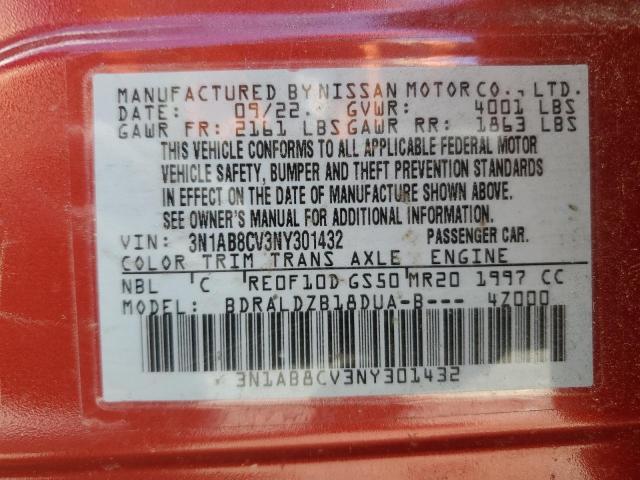 MANUFACTURED BY NISSAN MOTOR CO., LTD.
DATE: 09/22. GVWR: 4001 LBS
GAWR FR: 2161 LBS GAWR RR: 1863 LBS
THIS VEHICLE CONFORMS TO ALL APPLICABLE FEDERAL MOTOR
VEHICLE SAFETY, BUMPER AND THEFT PREVENTION STANDARDS
IN EFFECT ON THE DATE OF MANUFACTURE SHOWN ABOVE.
SEE OWNER'S MANUAL FOR ADDITIONAL INFORMATION.
VIN: 3N1AB8CV3NY301432 PASSENGER CAR.
COLOR TRIM TRANS AXLE ENGINE
NBL C RE0F10D GS50 MR20 1997 CC
MODEL: BDRALDZB18DUA-B--- 4Z000
3N1AB8CV3NY301432